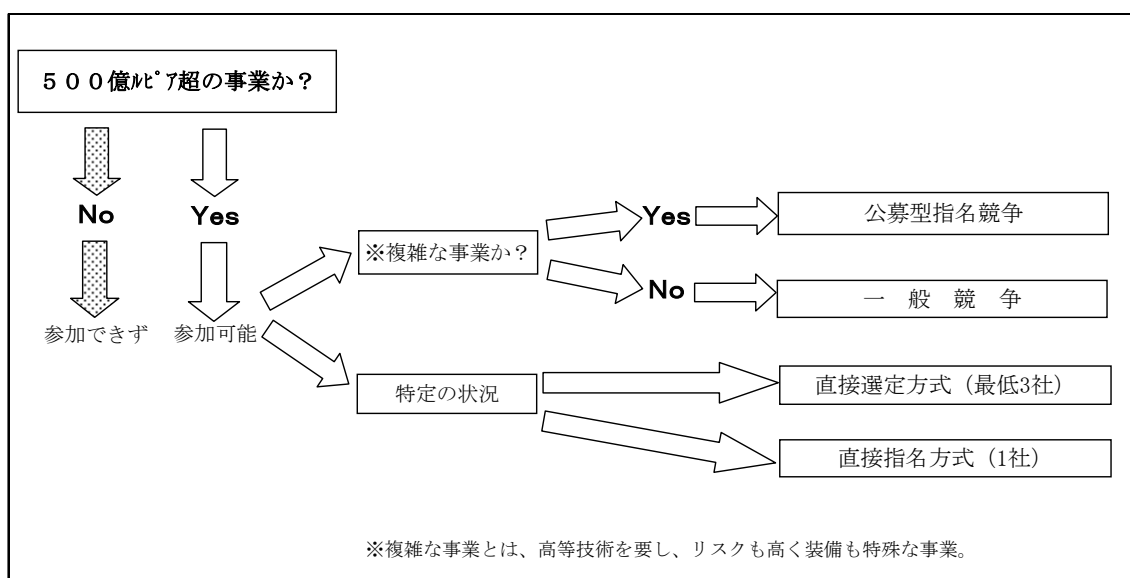 ５００億ﾙﾋﾟｱ超の事業か？
No
Yes
参加できず
参加可能
※複雑な事業か？
Yes
公募型指名競争
No
一　般　競　争
特定の状況
直接選定方式（最低3社）
直接指名方式（1社）
※複雑な事業とは、高等技術を要し、リスクも高く装備も特殊な事業。